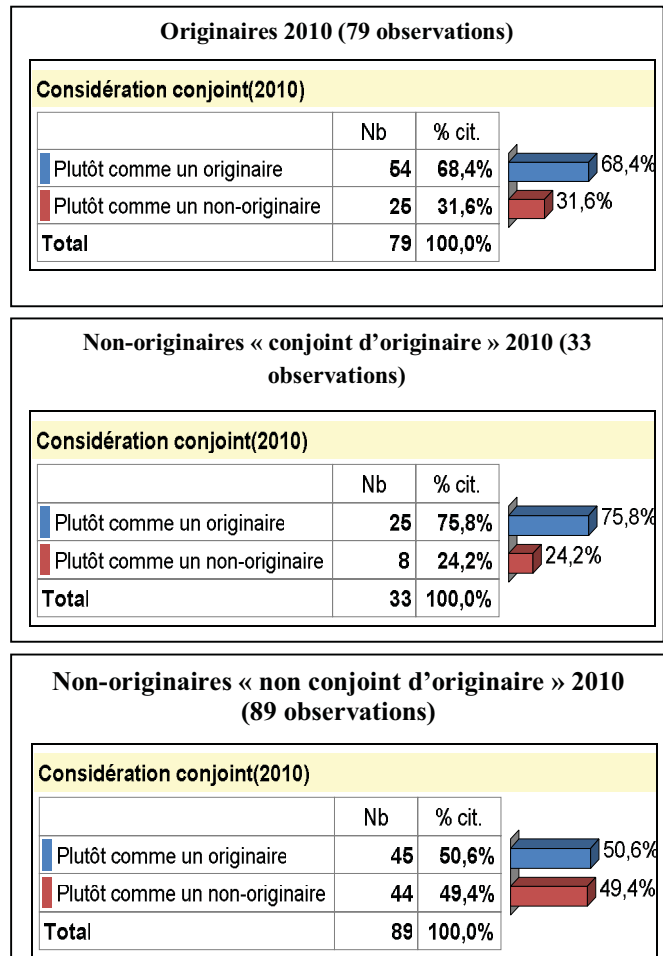 Originaires 2010 (79 observations)
Considération conjoint(2010)
Nb % cit.
Plutôt comme un originaire 54 68,4% 68,4%
Plutôt comme un non-originaire 25 31,6% 31,6%
Total 79 100,0%
Non-originaires « conjoint d’originaire » 2010 (33
observations)
Considération conjoint(2010)
Nb % cit.
Plutôt comme un originaire 25 75,8% 75,8%
Plutôt comme un non-originaire 8 24,2% 24,2%
Total 33 100,0%
Non-originaires « non conjoint d’originaire » 2010
(89 observations)
Considération conjoint(2010)
Nb % cit.
Plutôt comme un originaire 45 50,6% 50,6%
Plutôt comme un non-originaire 44 49,4% 49,4%
Total 89 100,0%